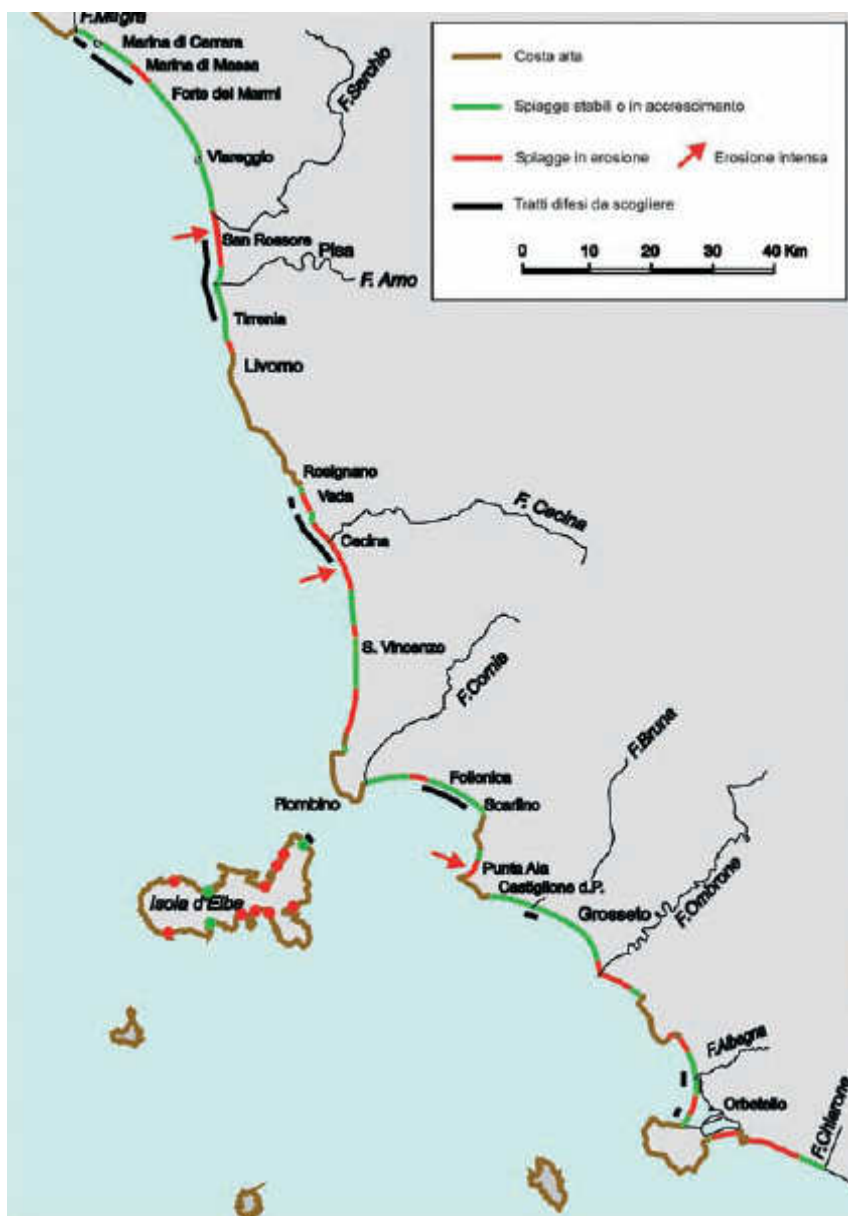 F.Magra
Marina di Carrara
Marina di Massa
Forte dei Marmi
F.Serchio
Viareggio
San Rossore
Pisa
F. Arno
Tirrenia
Livorno
Rosignano
Vada
F. Cecina
Cecina
S. Vincenzo
F.Cornia
Follonica
Piombino
Scarlino
F.Bruna
Punta Ala
Castiglione d.P.
Isola d'Elba
Grosseto
F.Ombrone
F.Albegna
Orbetello
F.Chiarone
Costa alta
Spiagge stabili o in accrescimento
Spiagge in erosione
Erosione intensa
Tratti difesi da scogliere
0 10 20 30 40 Km